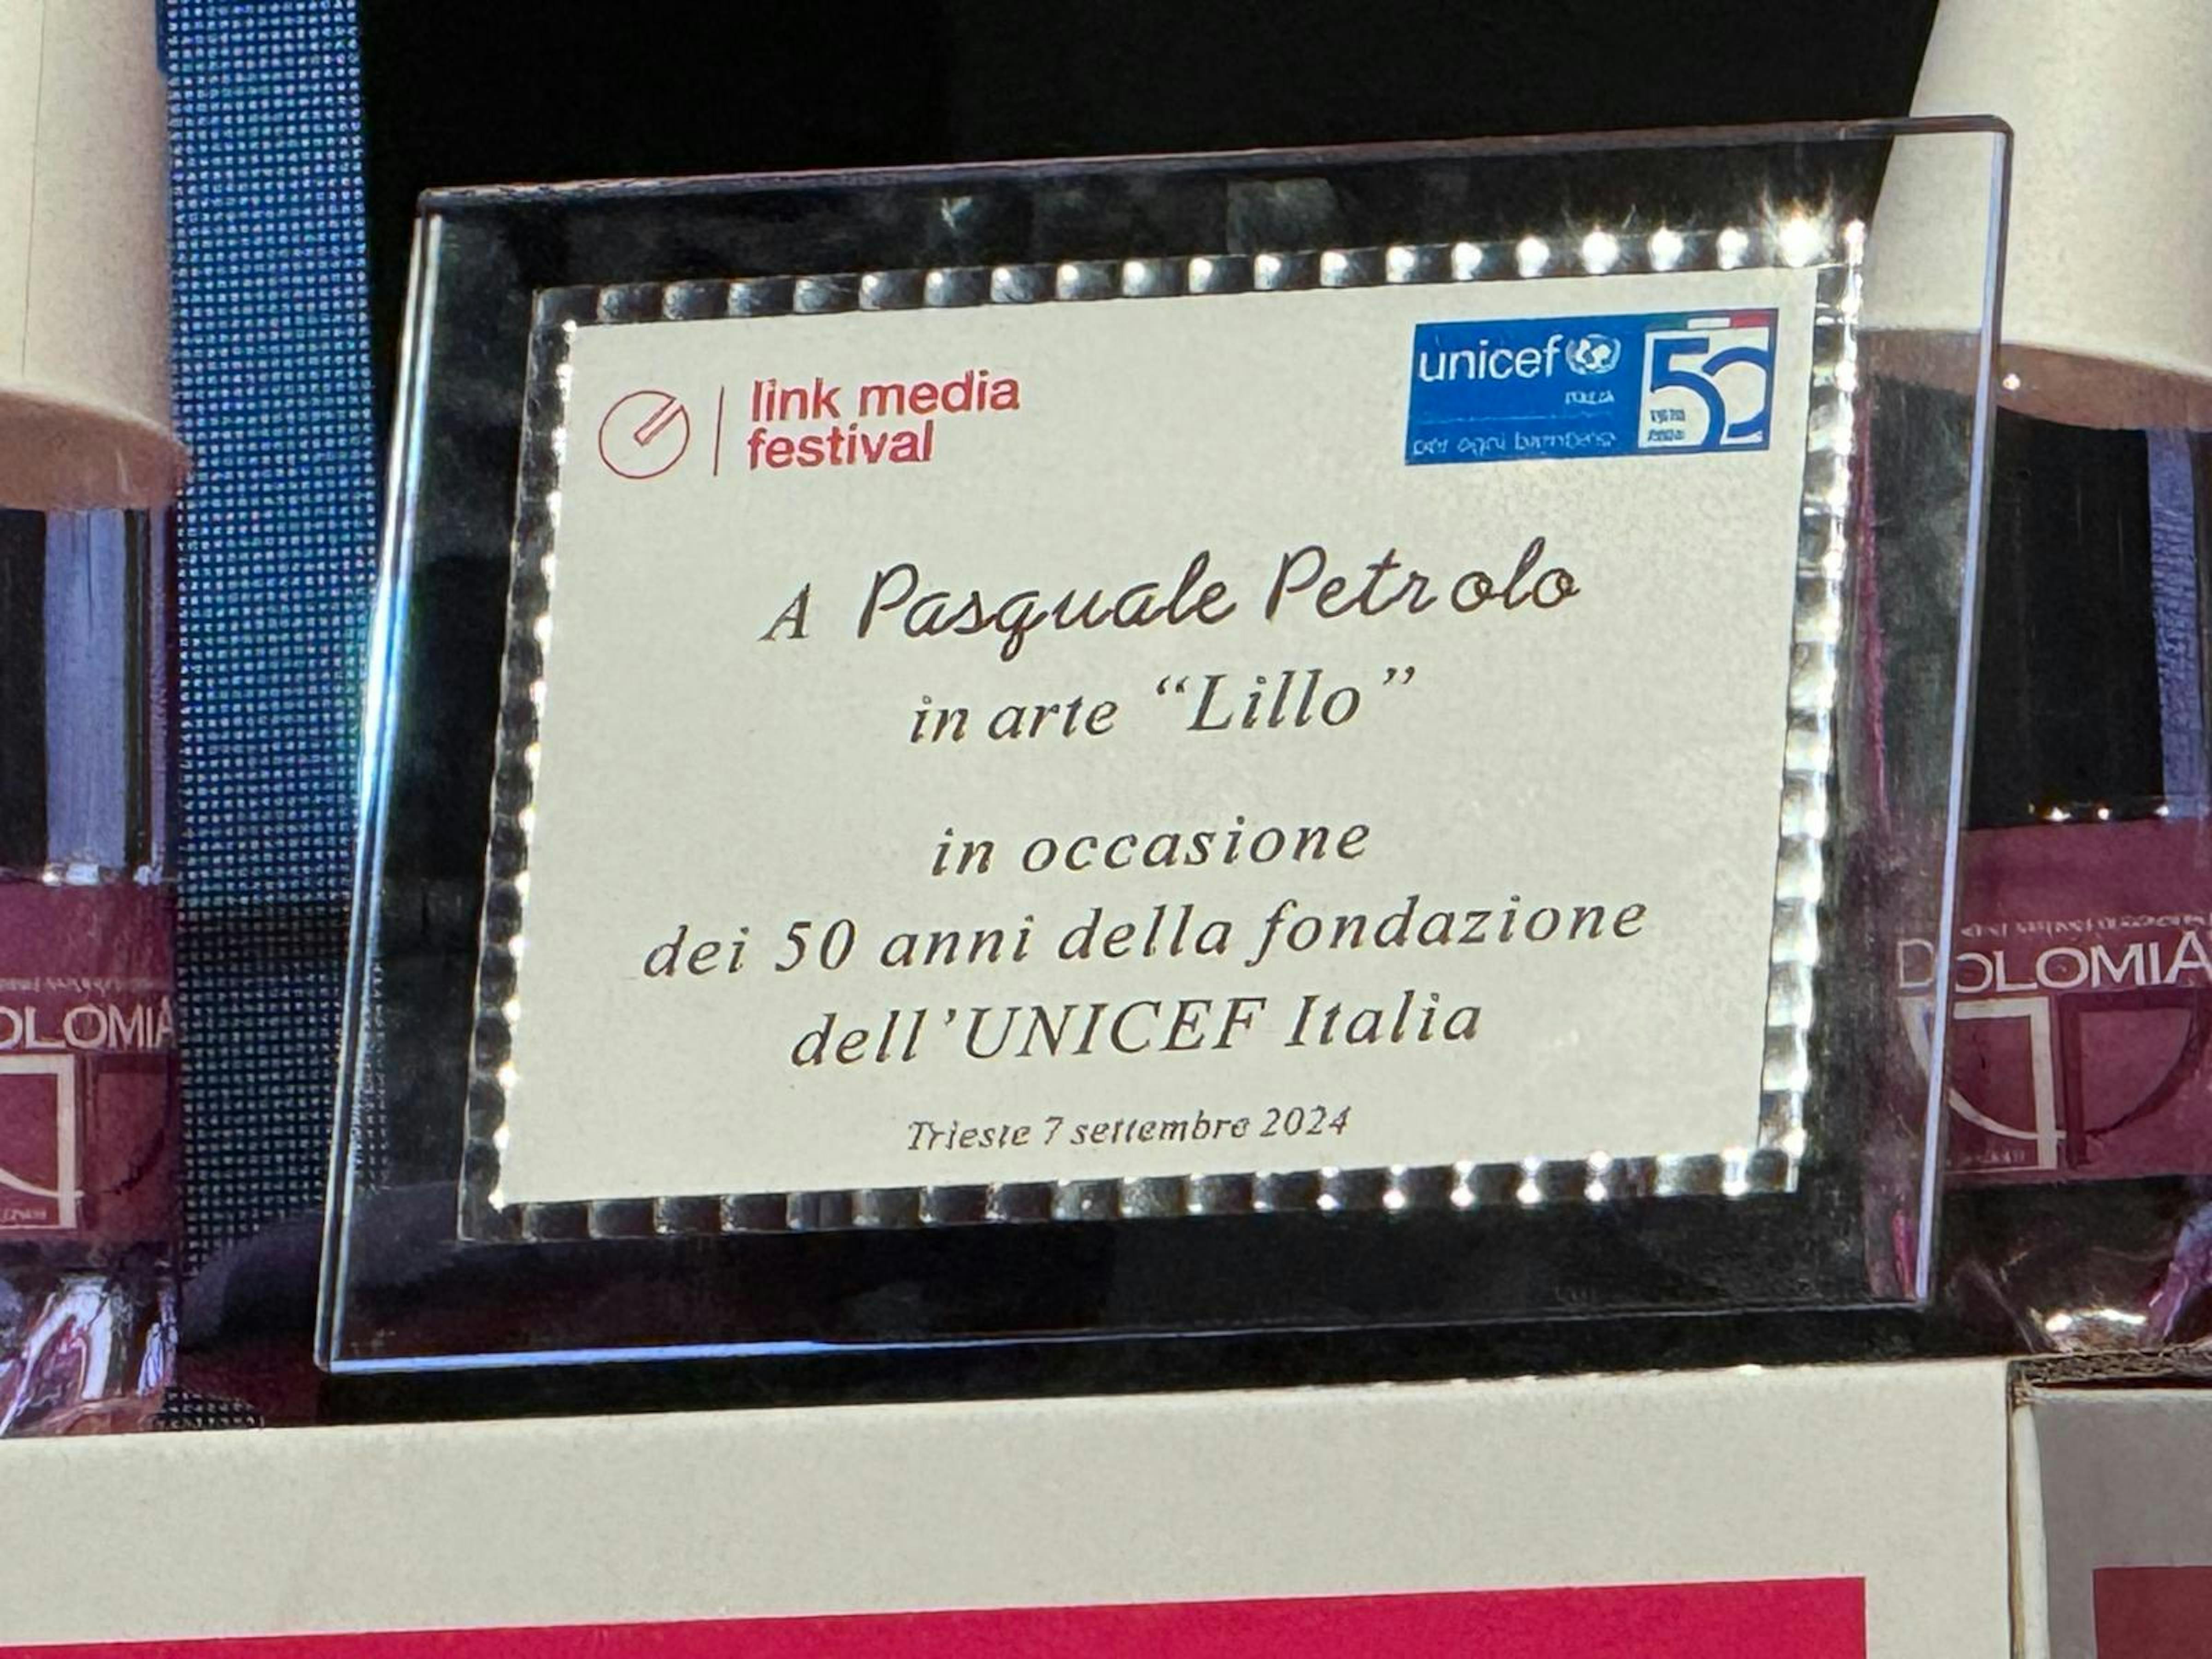 link media
festival
unicef
50
per ogni bambino
A Pasquale Petrolo
in arte “Lillo”
in occasione
dei 50 anni della fondazione
dell’UNICEF Italia
Trieste 7 settembre 2024
OLOMIA
DOLOMIA